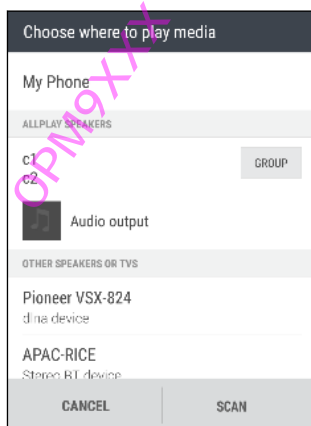 Choose where to play media
My Phone
ALLPLAY SPEAKERS
c1
c2
GROUP
Audio output
OTHER SPEAKERS OR TVS
Pioneer VSX-824
dlna device
APAC-RICE
Stereo BT device
CANCEL
SCAN
OPM9XXX